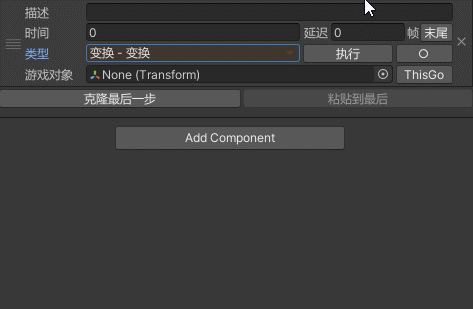 描述
时间 0 延迟 0 帧 末尾
类型 变换 - 变换 执行 O
游戏对象 None (Transform) ThisGo
克隆最后一步 粘贴到最后
Add Component